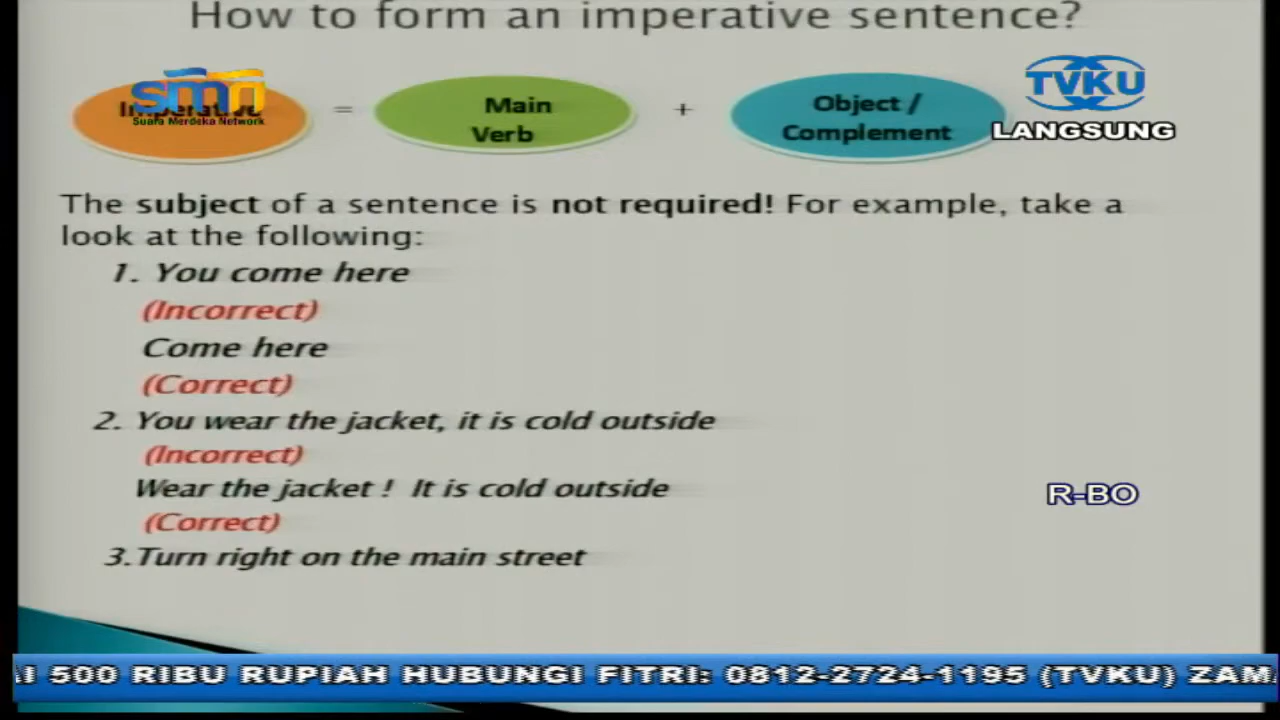 How to form an imperative sentence?
smn
Suara Merdeka Network
Imperative
=
Main
Verb
+
Object /
Complement
TVKU
LANGSUNG
The subject of a sentence is not required! For example, take a
look at the following:
1. You come here
(Incorrect)
Come here
(Correct)
2. You wear the jacket, it is cold outside
(Incorrect)
Wear the jacket ! It is cold outside
(Correct)
R-BO
3. Turn right on the main street
500 RIBU RUPIAH HUBUNGI FITRI: 0812-2724-1195 (TVKU)